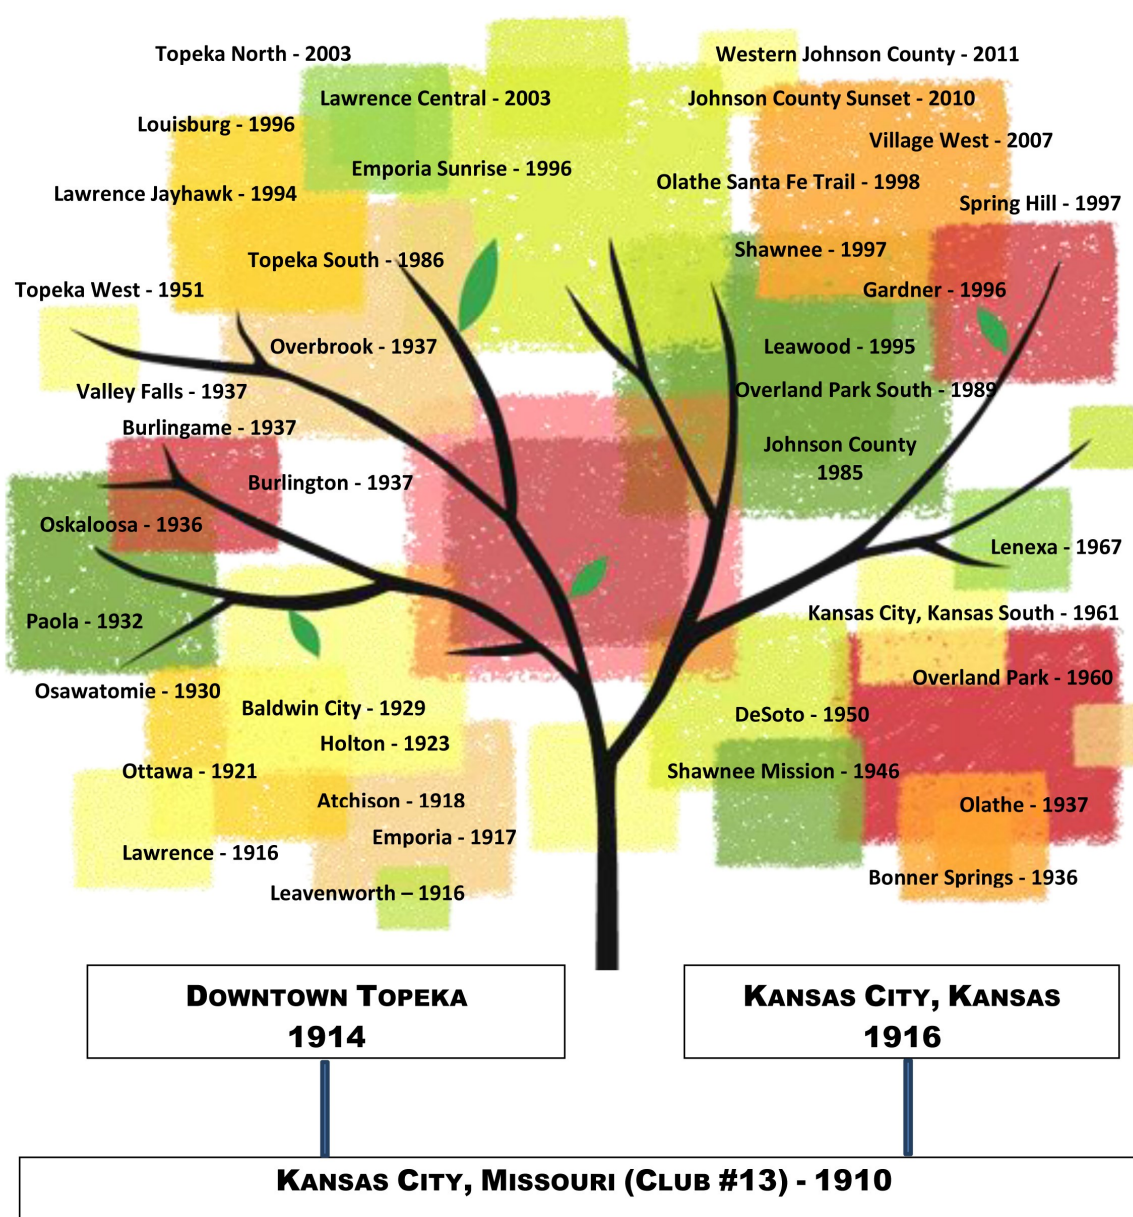 Topeka North - 2003
Western Johnson County - 2011
Lawrence Central - 2003
Johnson County Sunset - 2010
Louisburg - 1996
Village West - 2007
Emporia Sunrise - 1996
Olathe Santa Fe Trail - 1998
Lawrence Jayhawk - 1994
Spring Hill - 1997
Topeka South - 1986
Shawnee - 1997
Topeka West - 1951
Gardner - 1996
Overbrook - 1937
Leawood - 1995
Valley Falls - 1937
Overland Park South - 1989
Burlingame - 1937
Johnson County
1985
Burlington - 1937
Oskaloosa - 1936
Lenexa - 1967
Paola - 1932
Kansas City, Kansas South - 1961
Osawatomie - 1930
Overland Park - 1960
Baldwin City - 1929
DeSoto - 1950
Holton - 1923
Ottawa - 1921
Shawnee Mission - 1946
Atchison - 1918
Olathe - 1937
Emporia - 1917
Lawrence - 1916
Bonner Springs - 1936
Leavenworth – 1916
DOWNTOWN TOPEKA
1914
KANSAS CITY, KANSAS
1916
KANSAS CITY, MISSOURI (CLUB #13) - 1910